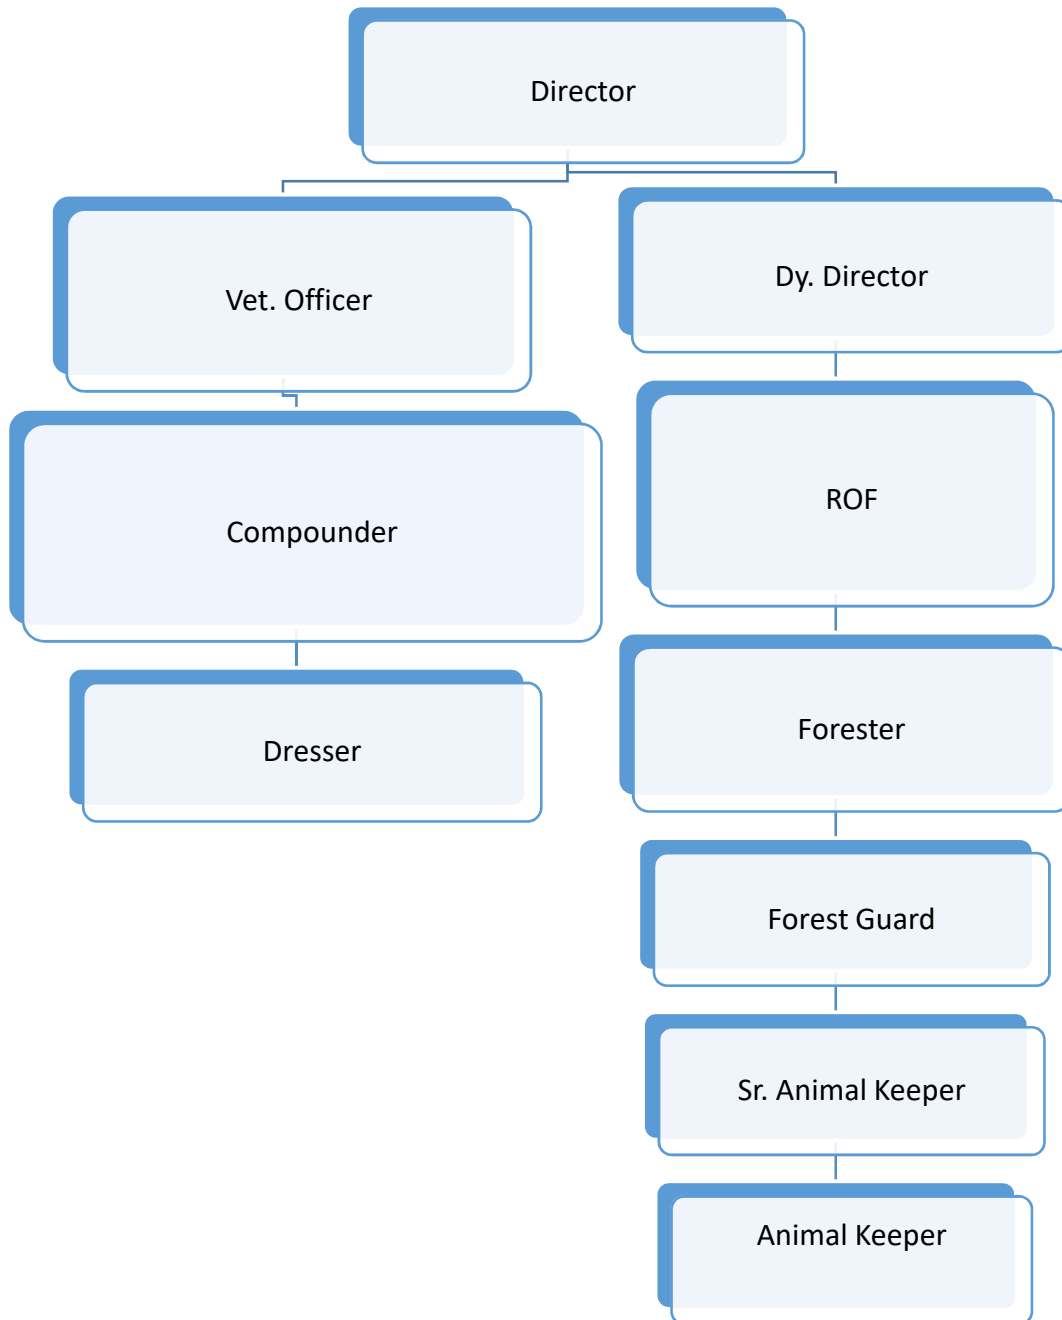 Director
Vet. Officer
Dy. Director
Compounder
ROF
Dresser
Forester
Forest Guard
Sr. Animal Keeper
Animal Keeper